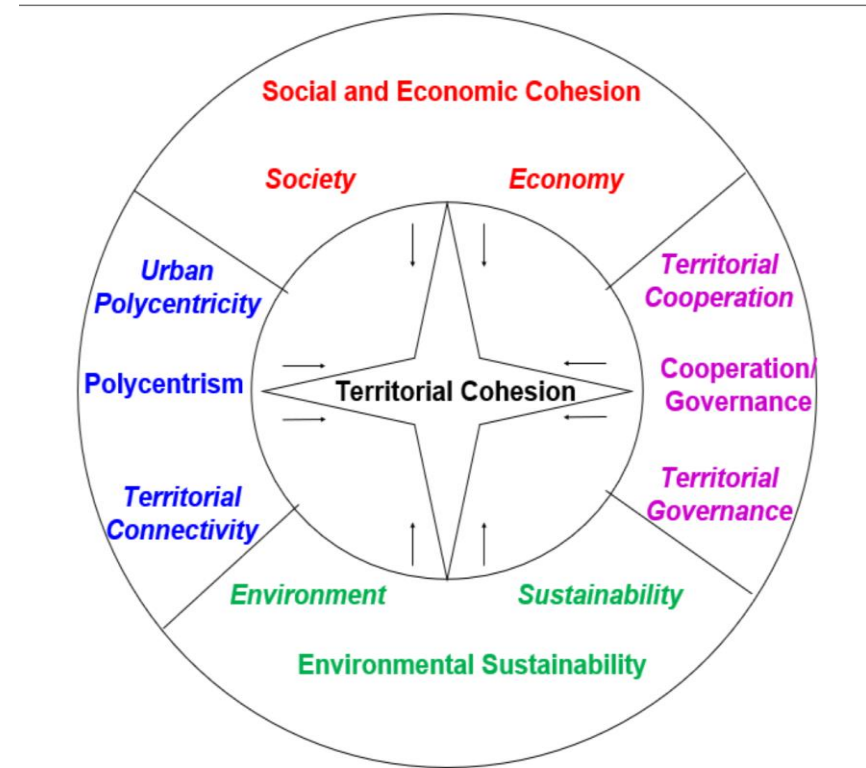 Social and Economic Cohesion
Society
Economy
Urban
Polycentricity
Territorial
Cooperation
Polycentrism
Territorial Cohesion
Cooperation/
Governance
Territorial
Connectivity
Territorial
Governance
Environment
Sustainability
Environmental Sustainability